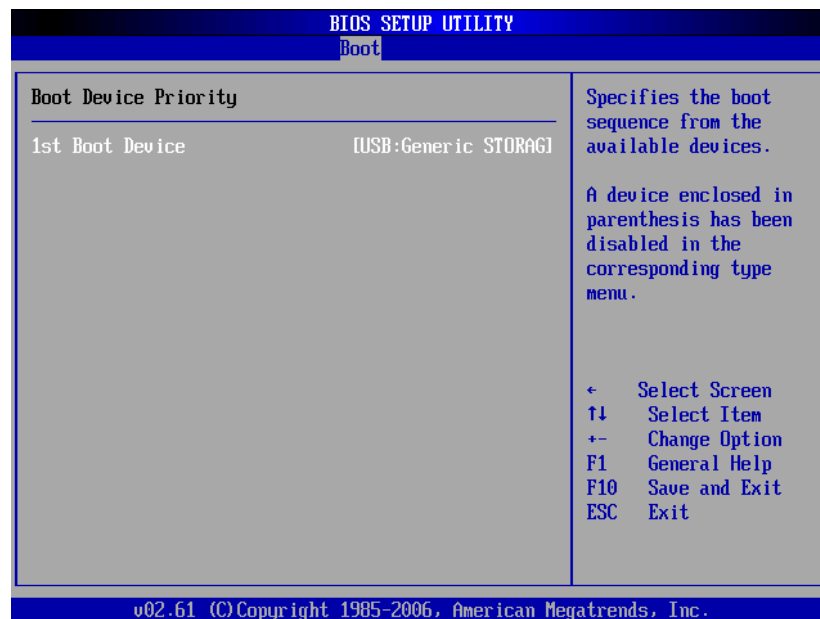 BIOS SETUP UTILITY
Boot
Boot Device Priority
1st Boot Device [USB:Generic STORAG]
Specifies the boot
sequence from the
available devices.
A device enclosed in
parenthesis has been
disabled in the
corresponding type
menu.
← Select Screen
↑↓ Select Item
+- Change Option
F1 General Help
F10 Save and Exit
ESC Exit
v02.61 (C)Copyright 1985-2006, American Megatrends, Inc.